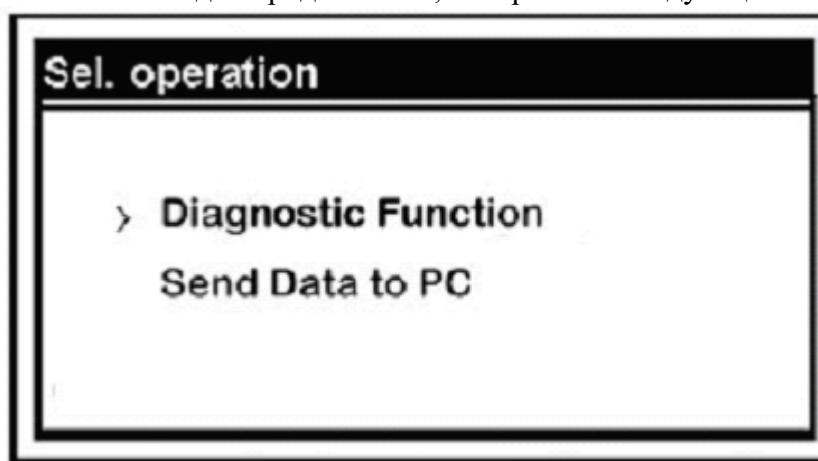 Sel. operation
> Diagnostic Function
Send Data to PC